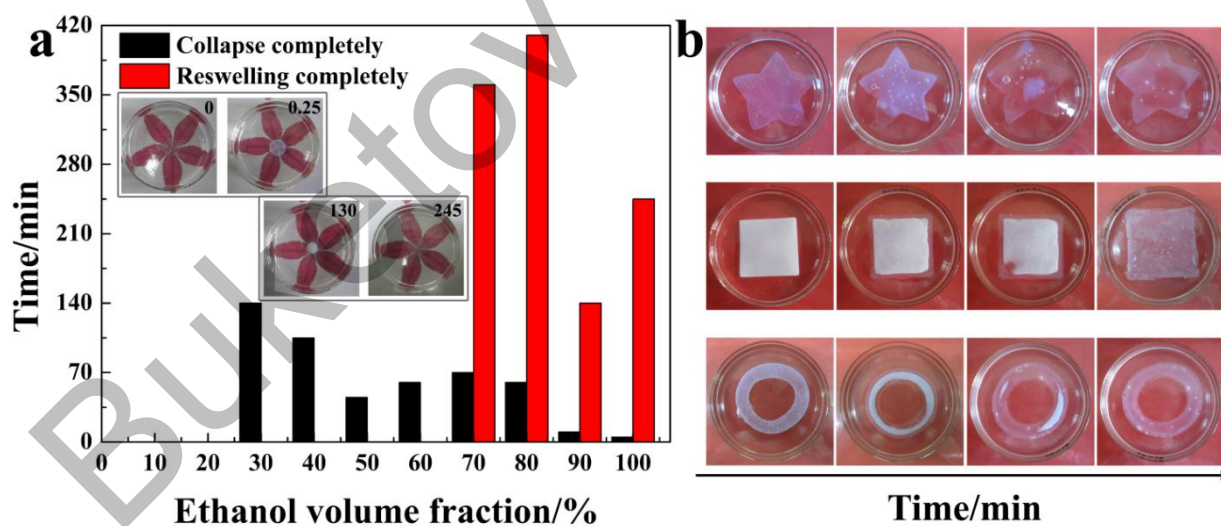 a
420
350
280
210
140
70
0
Time/min
Collapse completely
Reswelling completely
0
0.25
130
245
0 10 20 30 40 50 60 70 80 90 100
Ethanol volume fraction/%
b
Time/min
Buketov